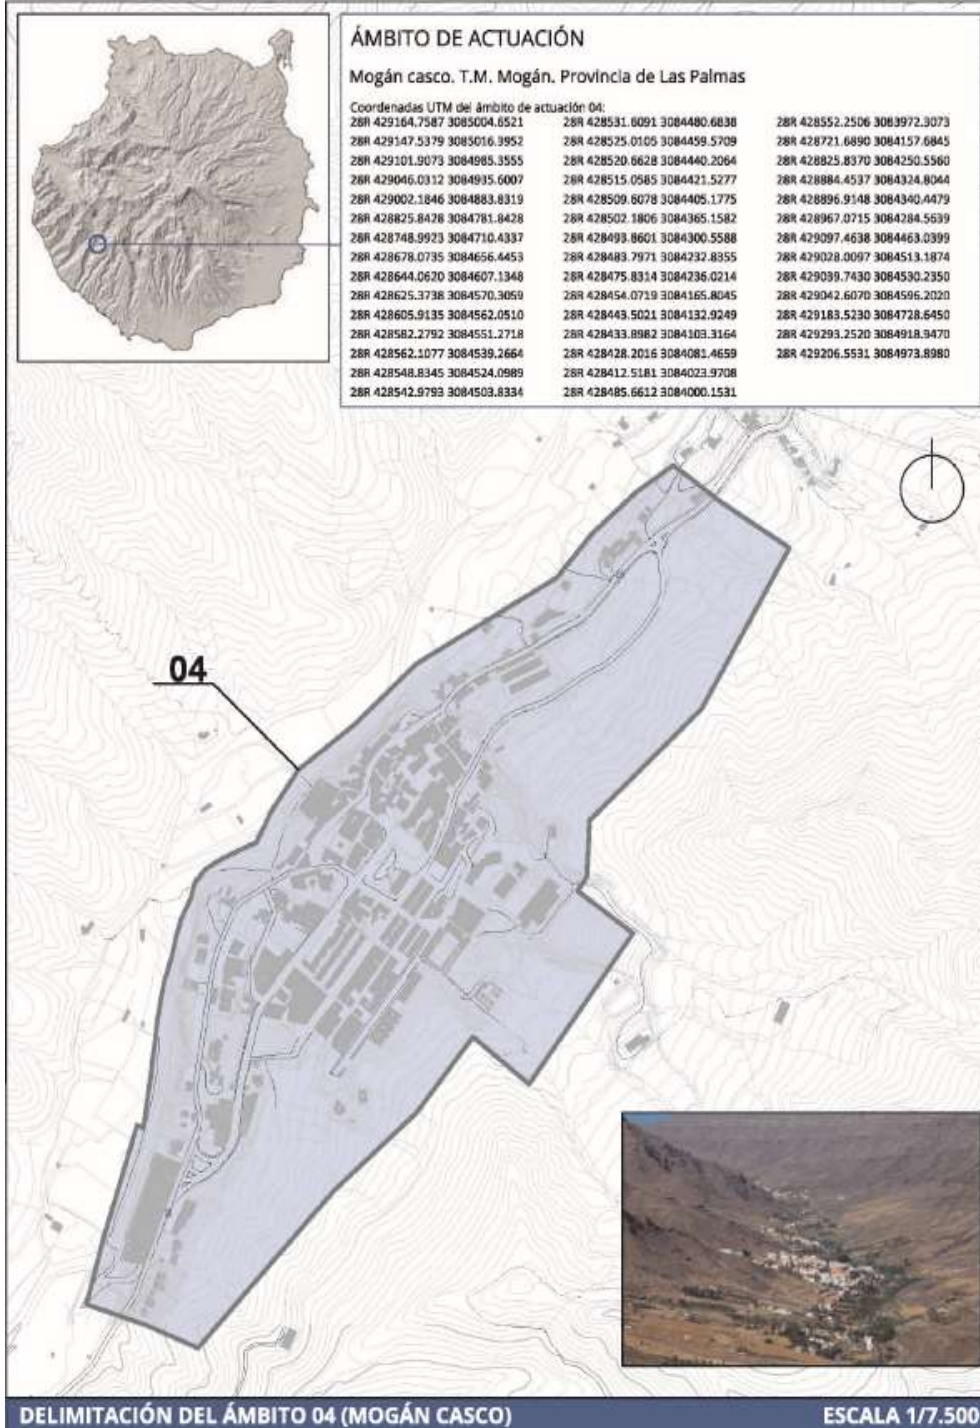 ÁMBITO DE ACTUACIÓN
Mogán casco. T.M. Mogán. Provincia de Las Palmas
Coordenadas UTM del ámbito de actuación 04:
28R 429164.7587 3085004.6521
28R 429147.5379 3085016.3952
28R 429101.9073 3084985.3555
28R 429046.0312 3084935.6007
28R 429002.1846 3084883.8319
28R 428825.8428 3084781.8428
28R 428748.9923 3084710.4337
28R 428678.0735 3084656.4453
28R 428644.0620 3084607.1348
28R 428625.3738 3084570.3059
28R 428605.9135 3084562.0510
28R 428582.2792 3084551.2718
28R 428562.1077 3084539.2664
28R 428548.8345 3084524.0989
28R 428542.9793 3084503.8334
28R 428531.6091 3084480.6838
28R 428525.0105 3084459.5709
28R 428520.6628 3084440.2064
28R 428515.0585 3084421.5277
28R 428509.6078 3084405.1775
28R 428502.1806 3084365.1582
28R 428493.8601 3084300.5588
28R 428483.7971 3084232.8355
28R 428475.8314 3084236.0214
28R 428454.0719 3084165.8045
28R 428443.5021 3084132.9249
28R 428433.8982 3084103.3164
28R 428428.2016 3084081.4659
28R 428412.5181 3084023.9708
28R 428485.6612 3084000.1531
28R 428552.2506 3083972.3073
28R 428721.6890 3084157.6845
28R 428825.8370 3084250.5560
28R 428884.4537 3084324.8044
28R 428896.9148 3084340.4479
28R 428967.0715 3084284.5639
28R 429097.4638 3084463.0399
28R 429028.0097 3084513.1874
28R 429039.7430 3084530.2350
28R 429042.6070 3084596.2020
28R 429183.5230 3084728.6450
28R 429293.2520 3084918.9470
28R 429206.5531 3084973.8980
04
DELIMITACIÓN DEL ÁMBITO 04 (MOGÁN CASCO)
ESCALA 1/7.500